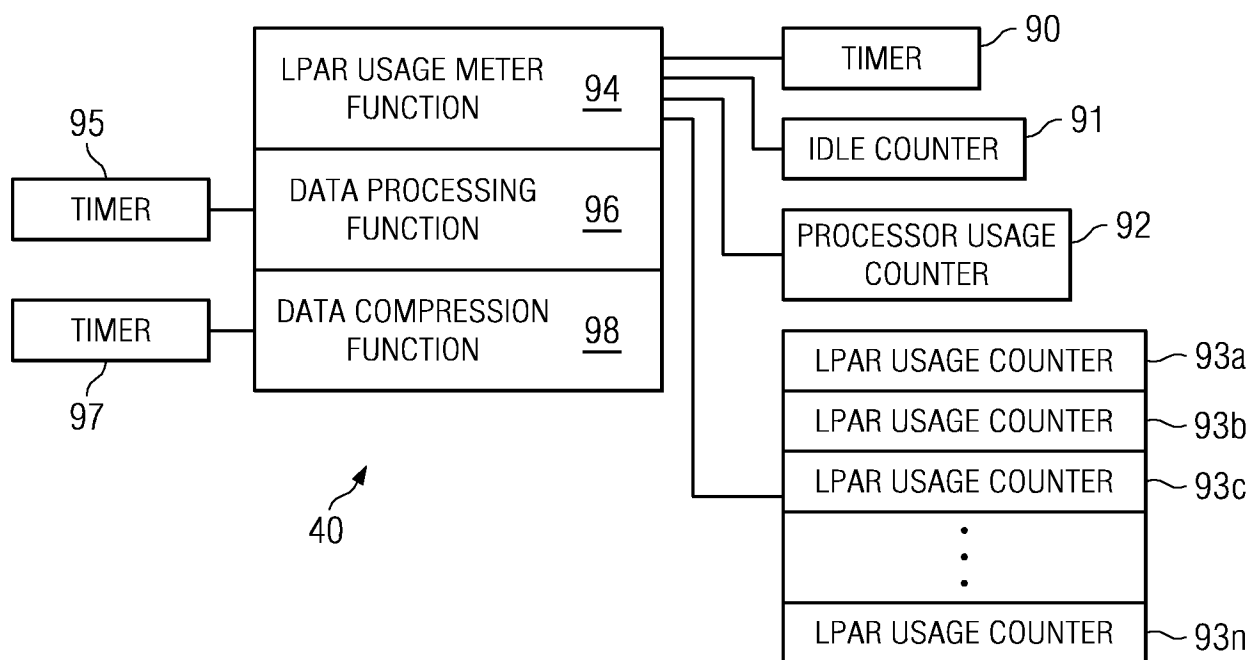 90
TIMER
LPAR USAGE METER
FUNCTION
94
91
IDLE COUNTER
95
TIMER
DATA PROCESSING
FUNCTION
96
92
PROCESSOR USAGE
COUNTER
TIMER
97
DATA COMPRESSION
FUNCTION
98
LPAR USAGE COUNTER
93a
LPAR USAGE COUNTER
93b
LPAR USAGE COUNTER
93c
LPAR USAGE COUNTER
93n
40